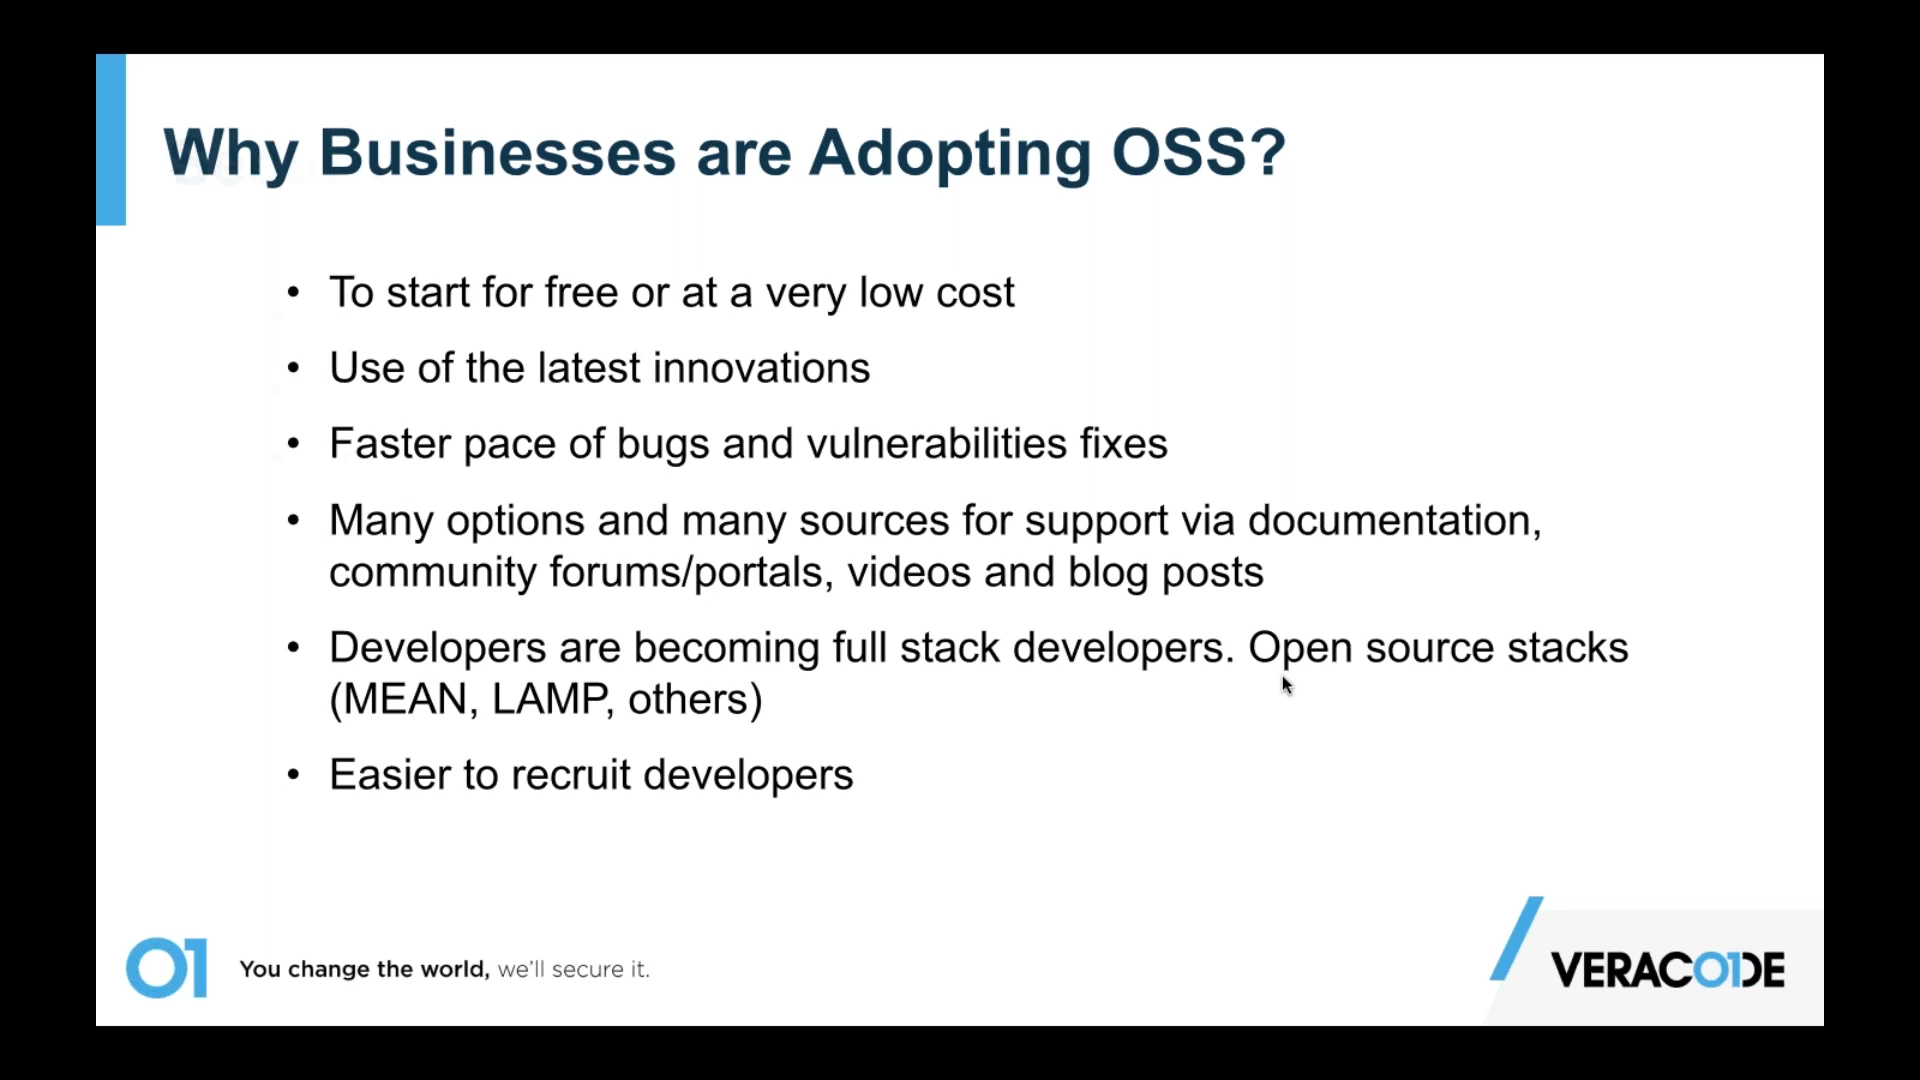 Why Businesses are Adopting OSS?
• To start for free or at a very low cost
• Use of the latest innovations
• Faster pace of bugs and vulnerabilities fixes
• Many options and many sources for support via documentation,
community forums/portals, videos and blog posts
• Developers are becoming full stack developers. Open source stacks
(MEAN, LAMP, others)
• Easier to recruit developers
01 You change the world, we'll secure it.
VERACODE